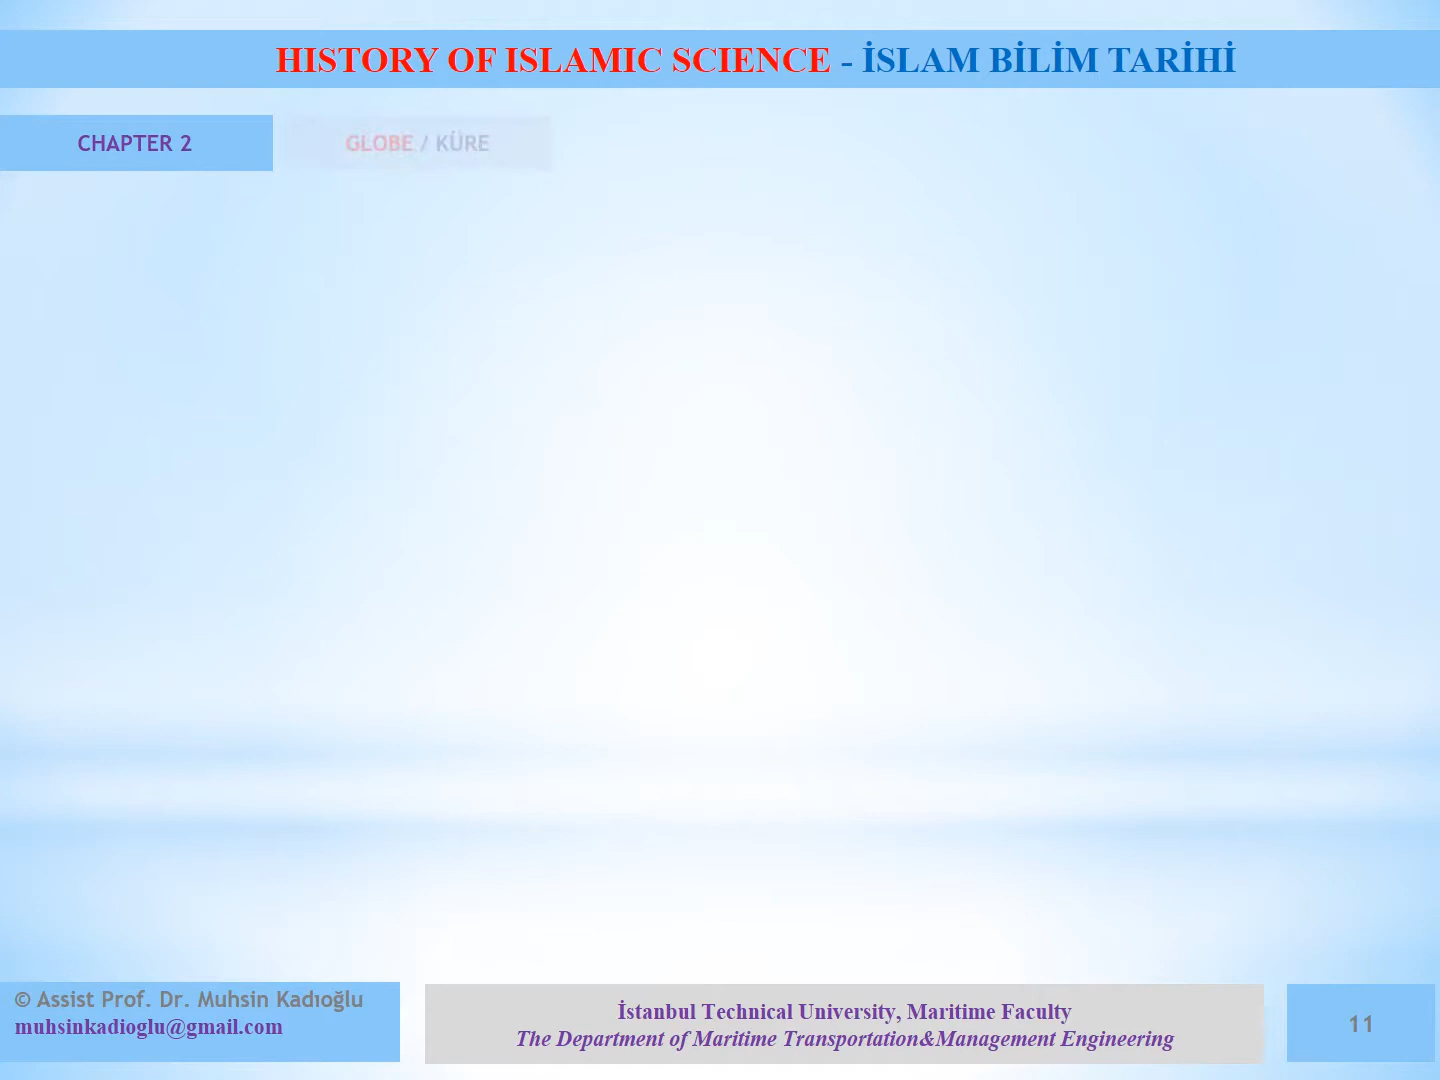 HISTORY OF ISLAMIC SCIENCE - İSLAM BİLİM TARİHİ
CHAPTER 2
GLOBE / KÜRE
© Assist Prof. Dr. Muhsin Kadıoğlu
muhsinkadioglu@gmail.com
İstanbul Technical University, Maritime Faculty
The Department of Maritime Transportation&Management Engineering
11